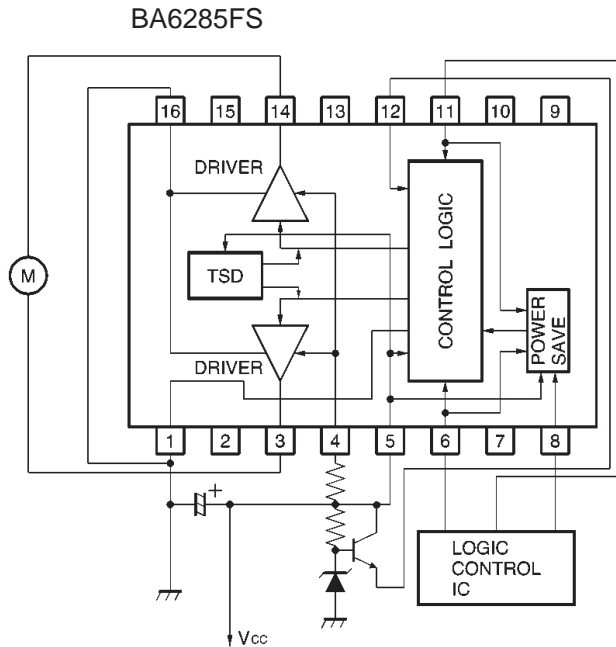 BA6285FS
16 15 14 13 12 11 10 9
DRIVER
TSD
CONTROL LOGIC
M
POWER
SAVE
DRIVER
1 2 3 4 5 6 7 8
+
LOGIC
CONTROL
IC
Vcc